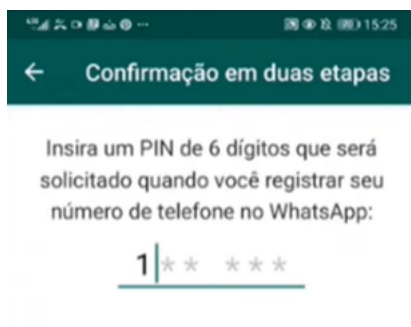 15:25
Confirmação em duas etapas
Insira um PIN de 6 dígitos que será
solicitado quando você registrar seu
número de telefone no WhatsApp:
1** ***